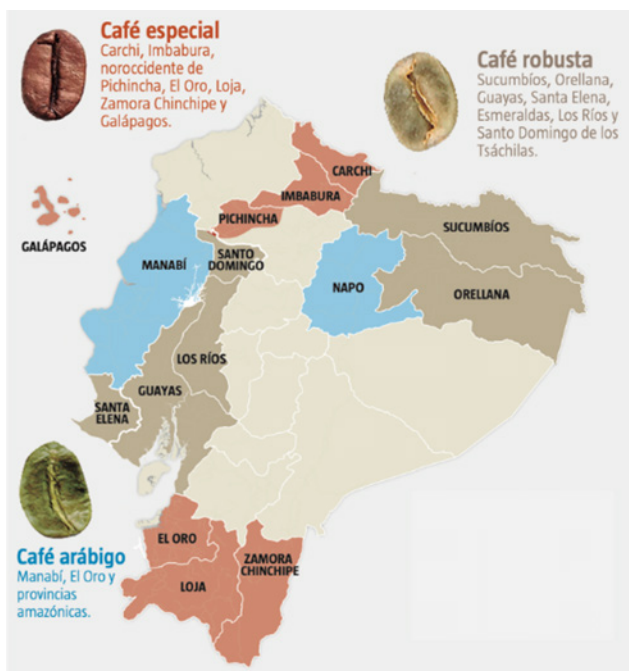 Café especial
Carchi, Imbabura,
noroccidente de
Pichincha, El Oro, Loja,
Zamora Chinchipe y
Galápagos.
Café robusta
Sucumbíos, Orellana,
Guayas, Santa Elena,
Esmeraldas, Los Ríos y
Santo Domingo de los
Tsáchilas.
CARCHI
IMBABURA
PICHINCHA
GALÁPAGOS
SUCUMBÍOS
SANTO
DOMINGO
MANABÍ
NAPO
ORELLANA
LOS RÍOS
GUAYAS
SANTA
ELENA
Café arábigo
Manabí, El Oro y
provincias
amazónicas.
EL ORO
ZAMORA
CHINCHIPE
LOJA